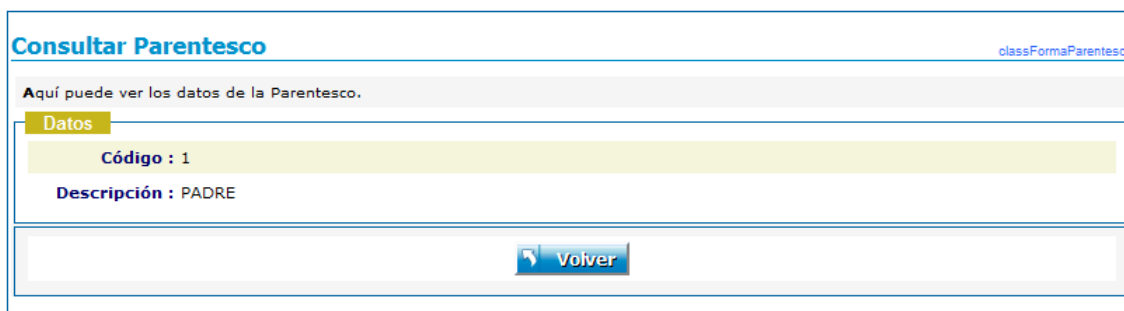 Consultar Parentesco
classFormaParentesc
Aquí puede ver los datos de la Parentesco.
Datos
Código : 1
Descripción : PADRE
Volver